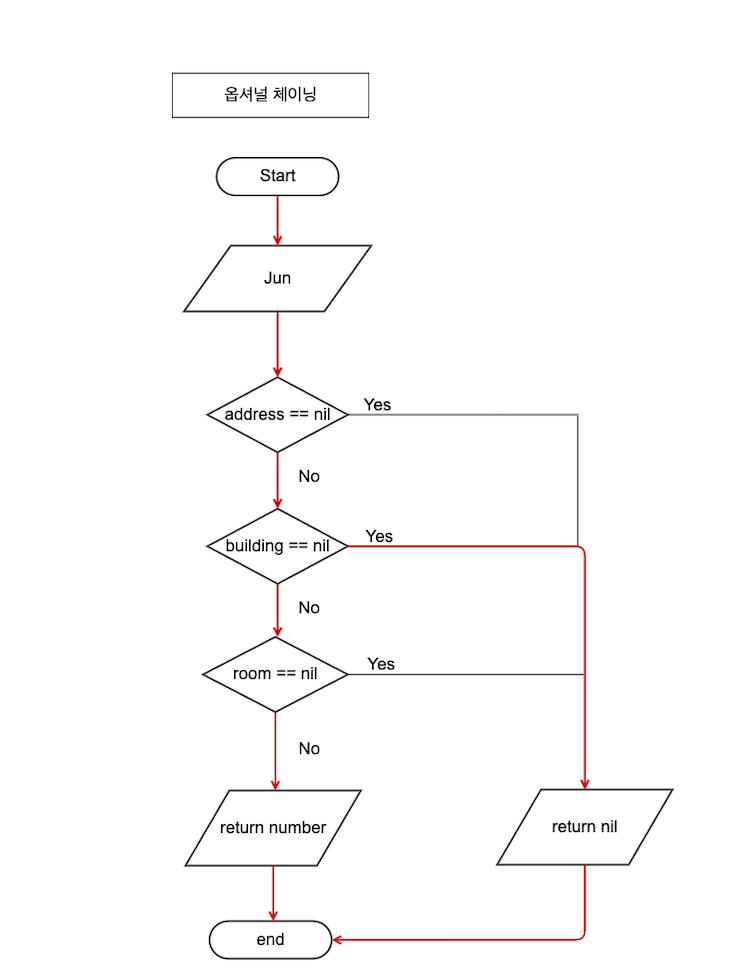 옵셔널 체이닝
Start
Jun
address == nil
Yes
No
building == nil
Yes
No
room == nil
Yes
No
return number
return nil
end